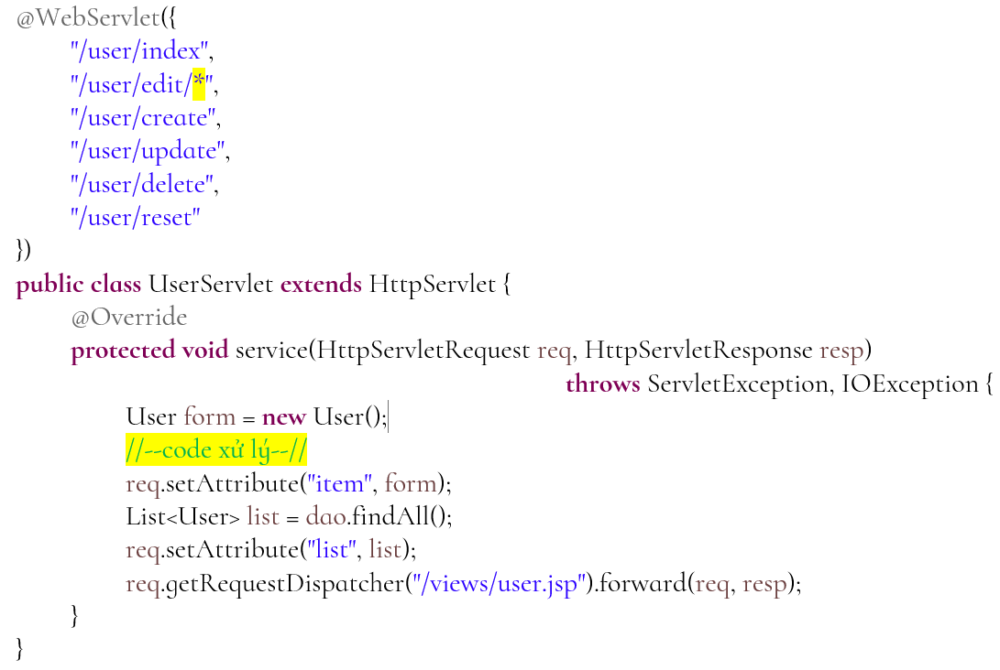 @WebServlet({
"/user/index",
"/user/edit/*",
"/user/create",
"/user/update",
"/user/delete",
"/user/reset"
})
public class UserServlet extends HttpServlet {
@Override
protected void service(HttpServletRequest req, HttpServletResponse resp)
throws ServletException, IOException {
User form = new User();
//--code xử lý--//
req.setAttribute("item", form);
List<User> list = dao.findAll();
req.setAttribute("list", list);
req.getRequestDispatcher("/views/user.jsp").forward(req, resp);
}
}